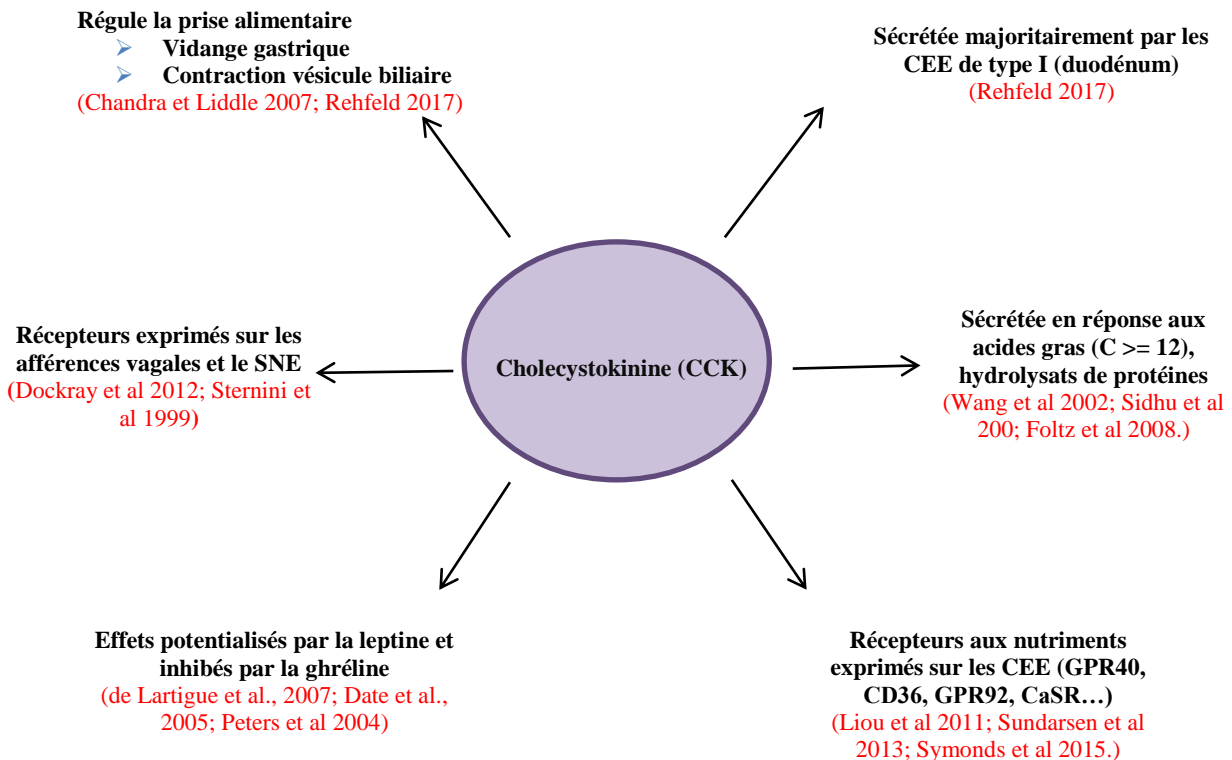 Régule la prise alimentaire
➢ Vidange gastrique
➢ Contraction vésicule biliaire
(Chandra et Liddle 2007; Rehfeld 2017)
Sécrétée majoritairement par les
CEE de type I (duodénum)
(Rehfeld 2017)
Récepteurs exprimés sur les
afférences vagales et le SNE
(Dockray et al 2012; Sternini et
al 1999)
Cholecystokinine (CCK)
Sécrétée en réponse aux
acides gras (C >= 12),
hydrolysats de protéines
(Wang et al 2002; Sidhu et al
200; Foltz et al 2008.)
Effets potentialisés par la leptine et
inhibés par la ghréline
(de Lartigue et al., 2007; Date et al.,
2005; Peters et al 2004)
Récepteurs aux nutriments
exprimés sur les CEE (GPR40,
CD36, GPR92, CaSR…)
(Liou et al 2011; Sundarsen et al
2013; Symonds et al 2015.)